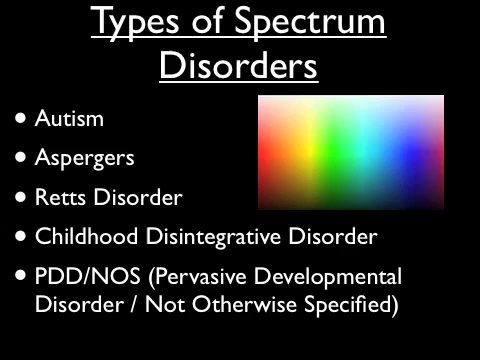 Types of Spectrum
Disorders
• Autism
• Aspergers
• Retts Disorder
• Childhood Disintegrative Disorder
• PDD/NOS (Pervasive Developmental
Disorder / Not Otherwise Specified)